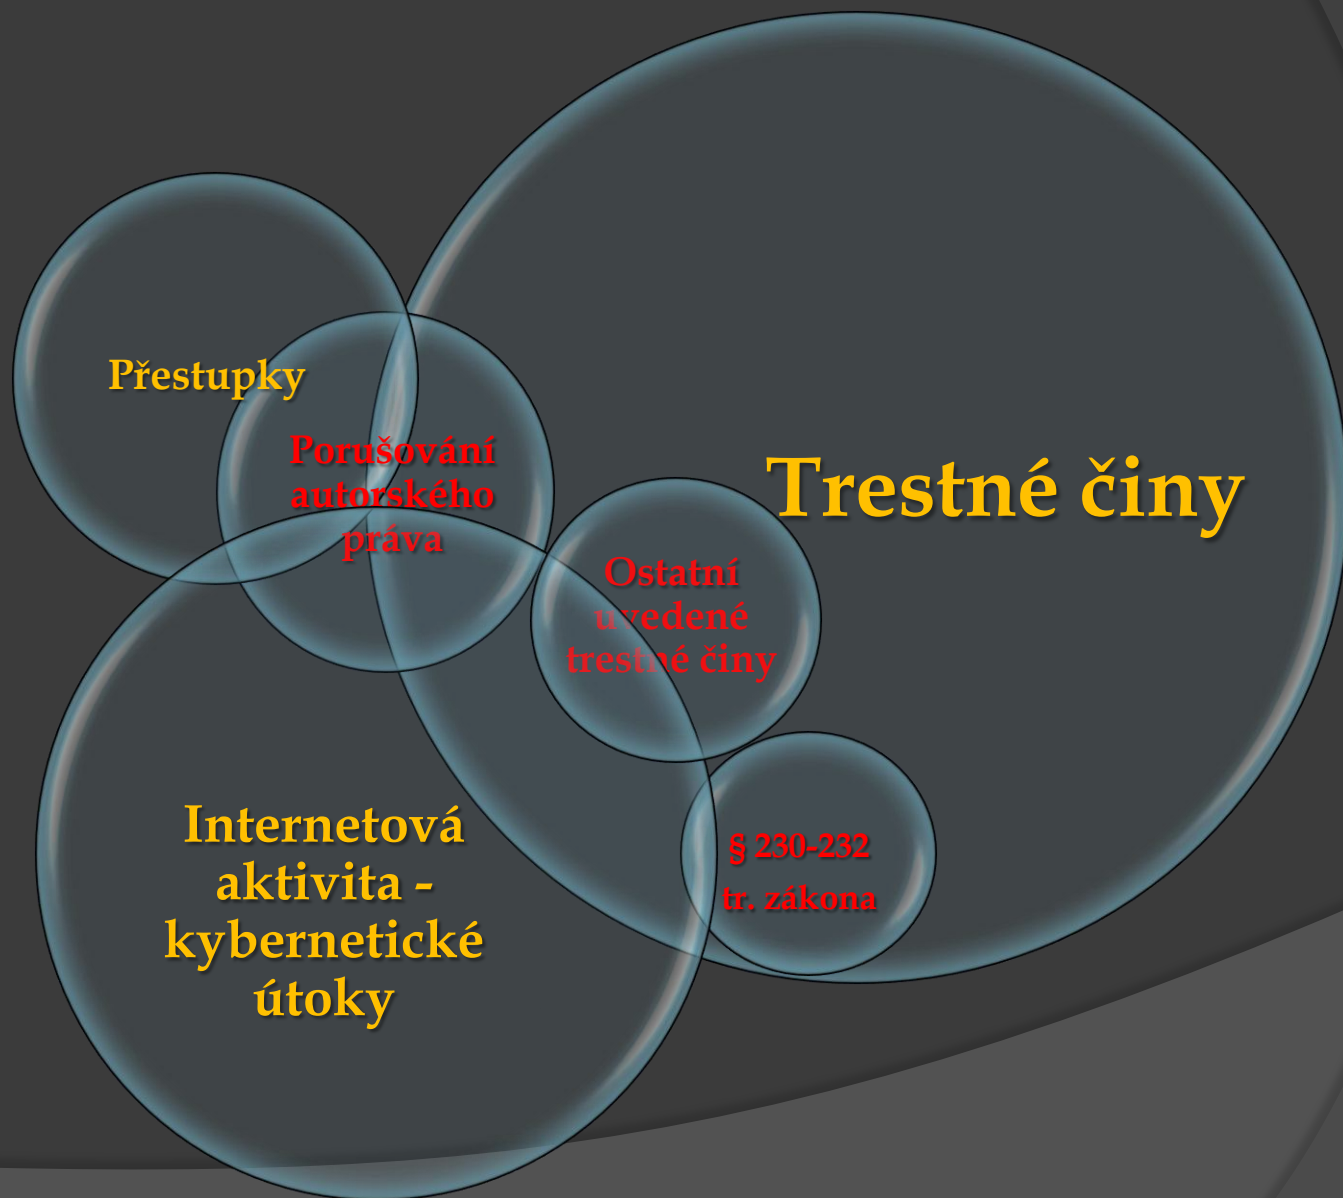 Přestupky
Porušování
autorského
práva
Trestné činy
Ostatní
uvedené
trestné činy
§ 230-232
tr. zákona
Internetová
aktivita -
kybernetické
útoky